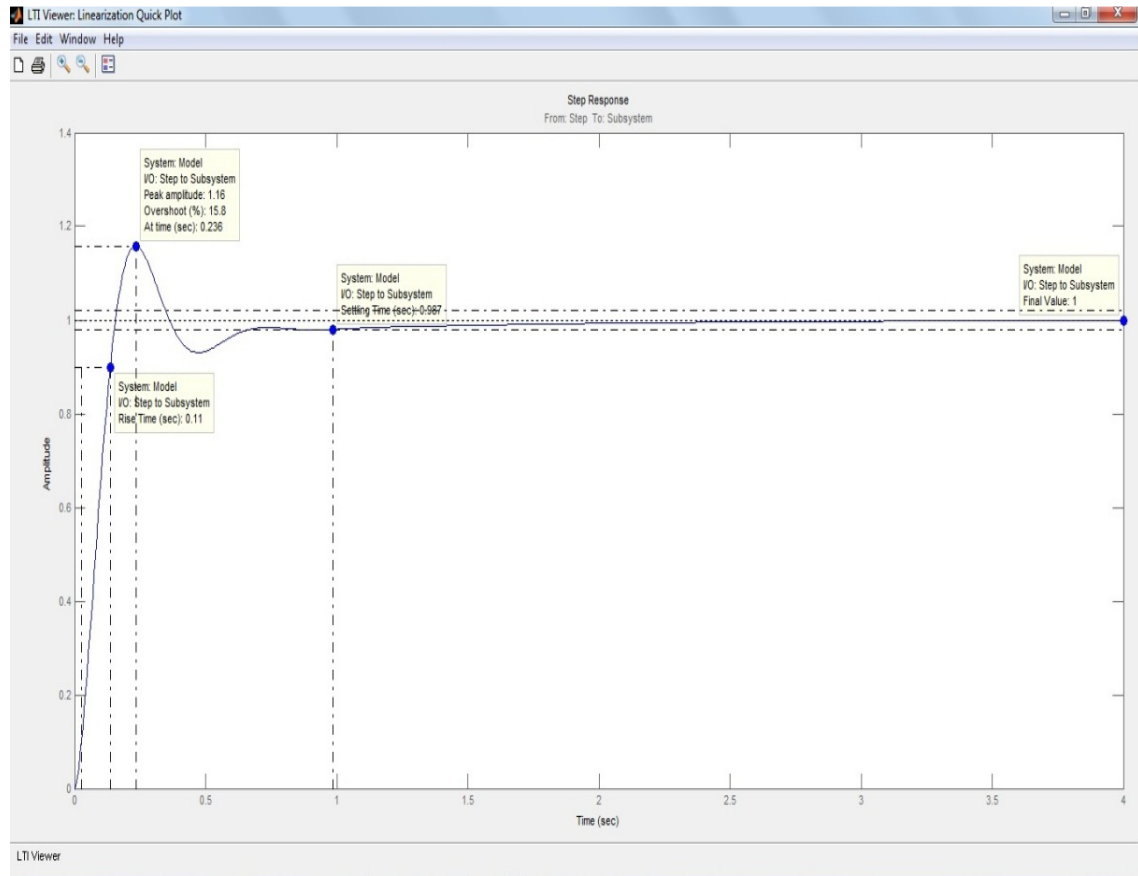 LTI Viewer: Linearization Quick Plot
File Edit Window Help
Step Response
From: Step To: Subsystem
1.4
1.2
1
0.8
0.6
0.4
0.2
0
Amplitude
System: Model
I/O: Step to Subsystem
Peak amplitude: 1.16
Overshoot (%): 15.8
At time (sec): 0.236
System: Model
I/O: Step to Subsystem
Settling Time (sec): 0.987
System: Model
I/O: Step to Subsystem
Final Value: 1
System: Model
I/O: Step to Subsystem
Rise Time (sec): 0.11
0 0.5 1 1.5 2 2.5 3 3.5 4
Time (sec)
LTI Viewer